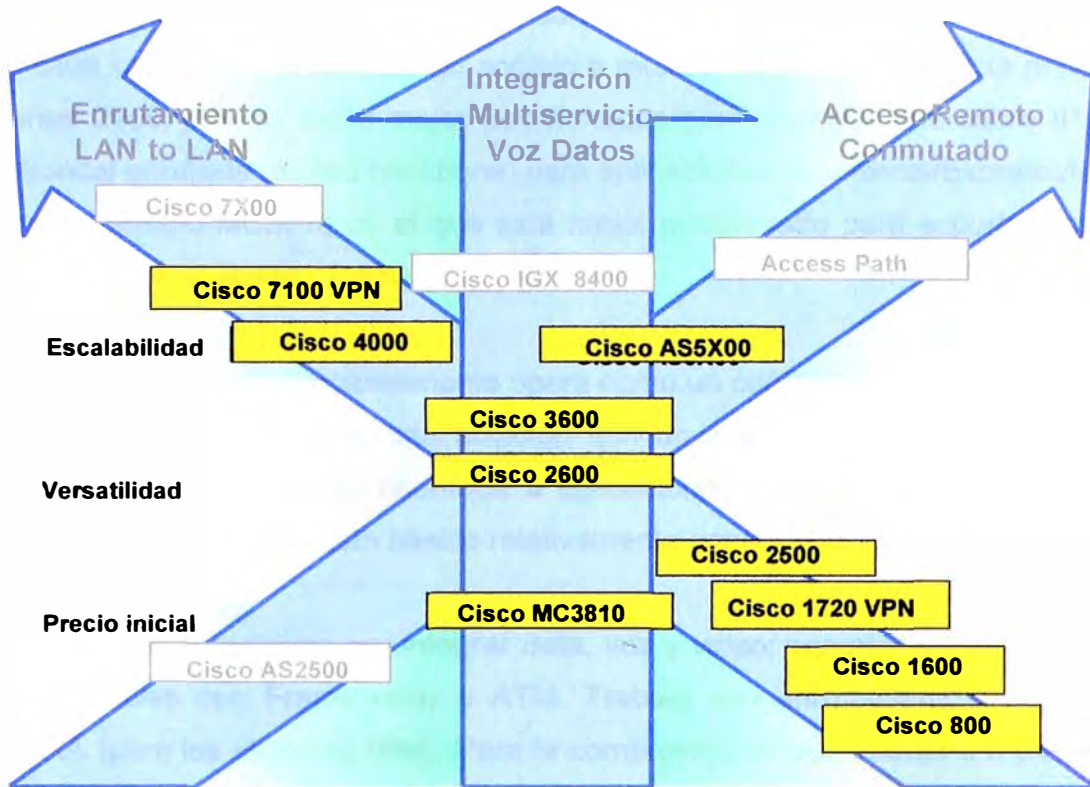 Enrutamiento
LAN to LAN
Integración
Multiservicio
Voz Datos
Acceso Remoto
Conmutado
Cisco 7X00
Cisco IGX 8400
Access Path
Cisco 7100 VPN
Escalabilidad
Cisco 4000
Cisco AS5X00
Cisco 3600
Versatilidad
Cisco 2600
Cisco 2500
Precio inicial
Cisco MC3810
Cisco 1720 VPN
Cisco AS2500
Cisco 1600
Cisco 800